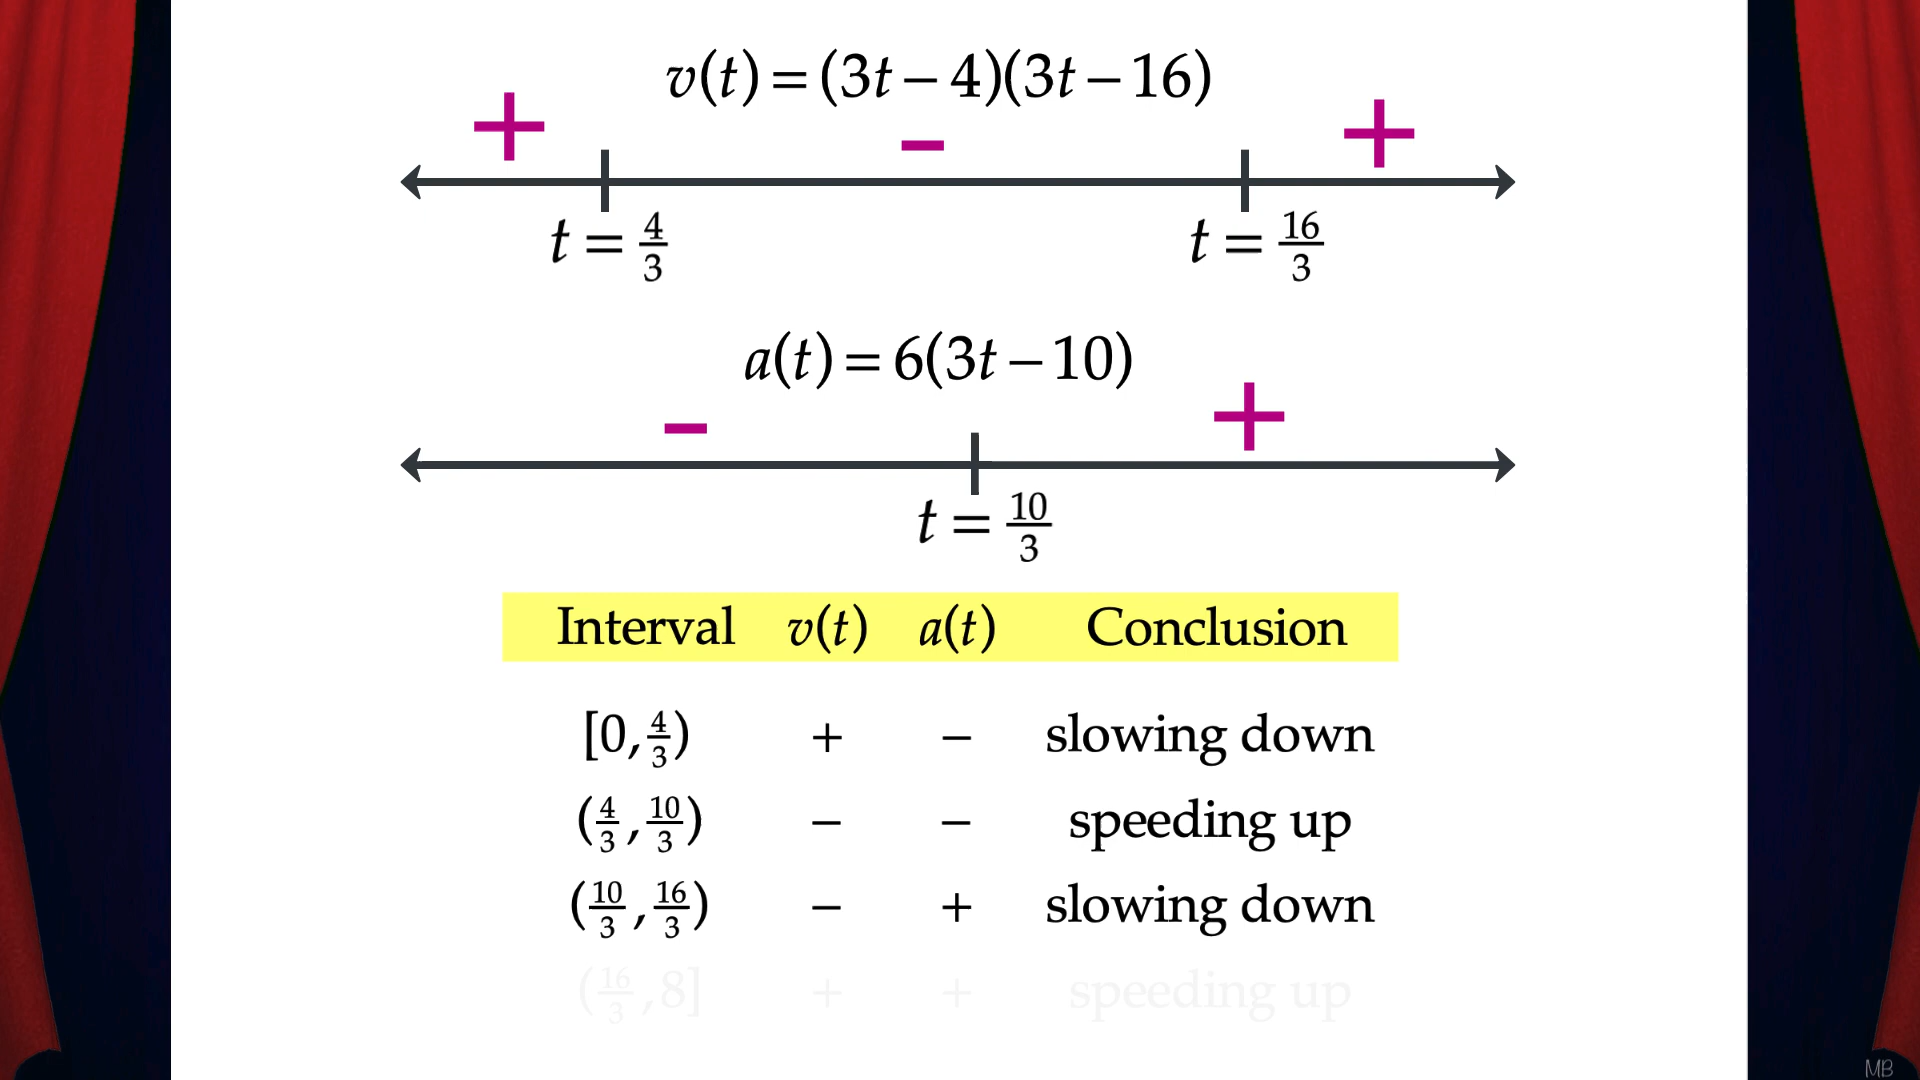 v(t) = (3t − 4)(3t − 16)
+ − +
t = 4/3 t = 16/3
a(t) = 6(3t − 10)
− +
t = 10/3
Interval v(t) a(t) Conclusion
[0, 4/3) + − slowing down
(4/3, 10/3) − − speeding up
(10/3, 16/3) − + slowing down
(16/3, 8] + + speeding up
MB